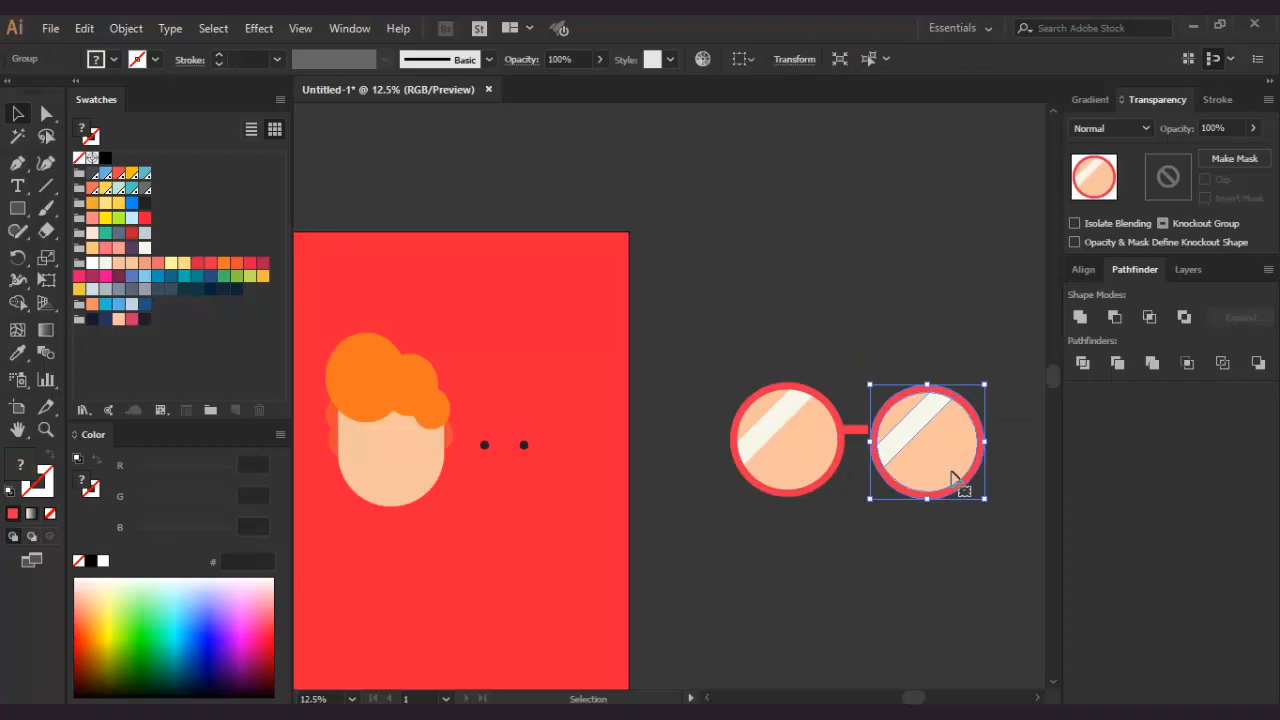 Ai File Edit Object Type Select Effect View Window Help Br St Essentials Search Adobe Stock
Group ? Stroke: Basic Opacity: 100% Style: Transform
Swatches
Untitled-1* @ 12.5% (RGB/Preview)
Gradient Transparency Stroke
Normal Opacity: 100%
Make Mask
Clip
Invert Mask
Isolate Blending Knockout Group
Opacity & Mask Define Knockout Shape
Align Pathfinder Layers
Shape Modes:
Expand
Pathfinders:
Color
R
G
B
#
?
12.5% 1 Selection